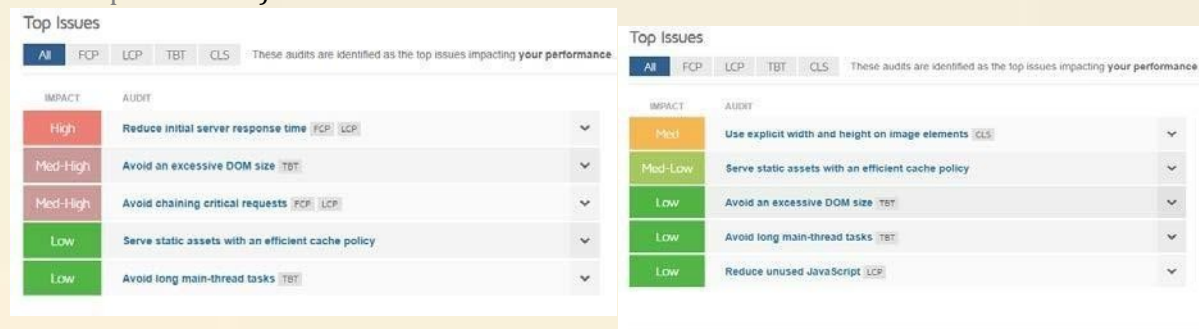 Top Issues
All FCP LCP TBT CLS These audits are identified as the top issues impacting your performance
IMPACT AUDIT
High Reduce initial server response time FCP LCP
Med-High Avoid an excessive DOM size TBT
Med-High Avoid chaining critical requests FCP LCP
Low Serve static assets with an efficient cache policy
Low Avoid long main-thread tasks TBT
Top Issues
All FCP LCP TBT CLS These audits are identified as the top issues impacting your performance
IMPACT AUDIT
Med Use explicit width and height on image elements CLS
Med-Low Serve static assets with an efficient cache policy
Low Avoid an excessive DOM size TBT
Low Avoid long main-thread tasks TBT
Low Reduce unused JavaScript LCP